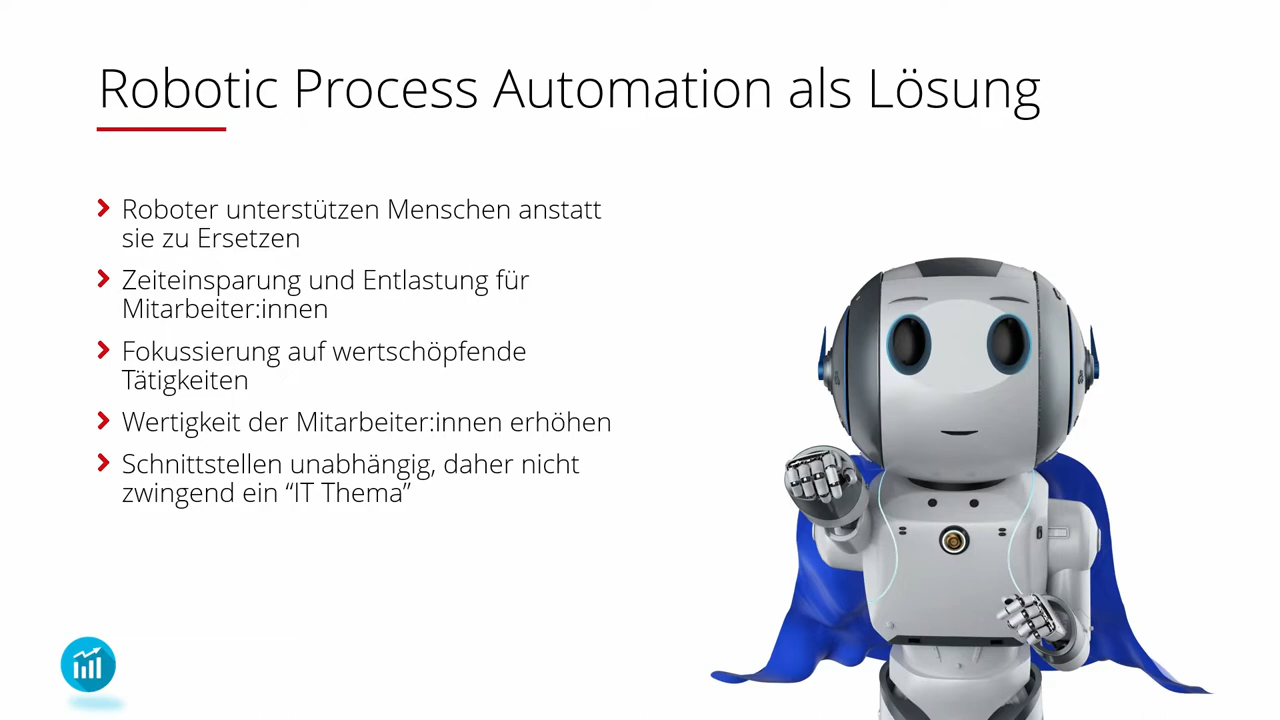 Robotic Process Automation als Lösung
Roboter unterstützen Menschen anstatt
sie zu Ersetzen
Zeiteinsparung und Entlastung für
Mitarbeiter:innen
Fokussierung auf wertschöpfende
Tätigkeiten
Wertigkeit der Mitarbeiter:innen erhöhen
Schnittstellen unabhängig, daher nicht
zwingend ein “IT Thema”